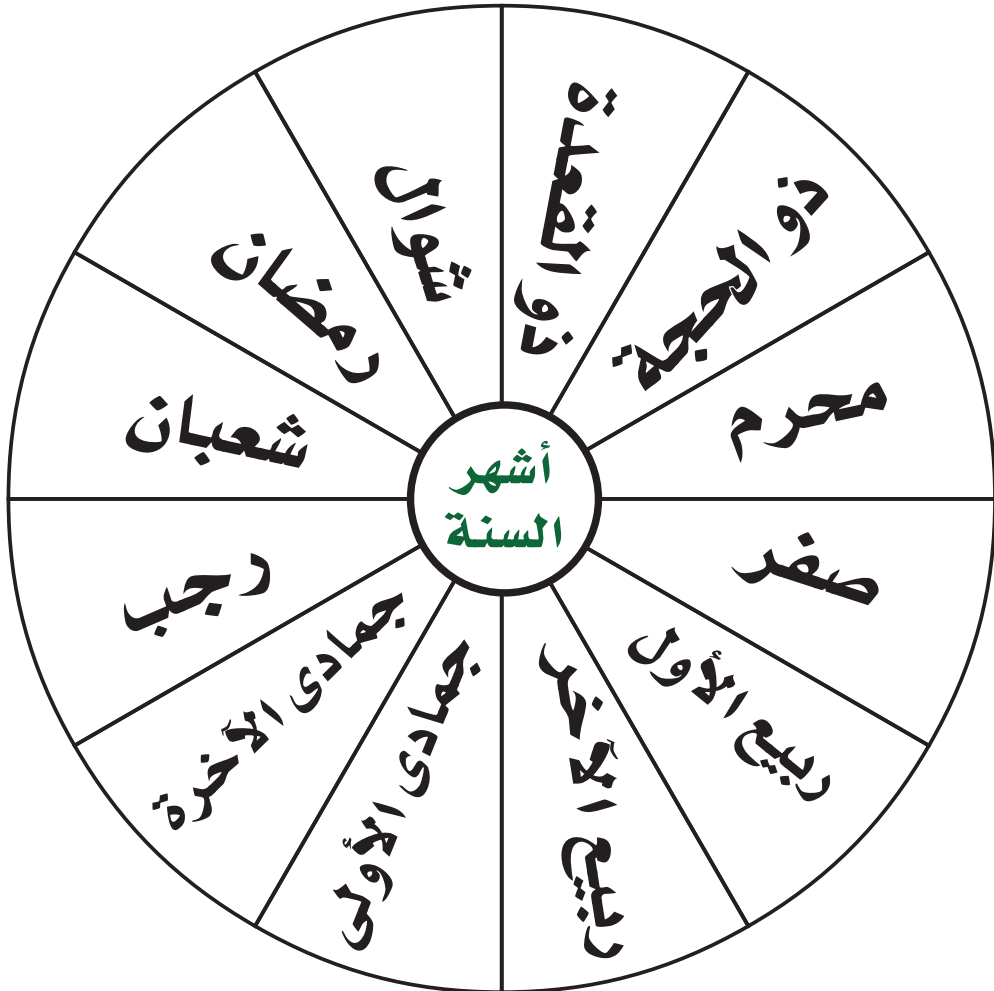 أشهر
السنة
محرم
صفر
ربيع الأول
ربيع الآخر
جمادى الأولى
جمادى الآخرة
رجب
شعبان
رمضان
شوال
ذو القعدة
ذو الحجة